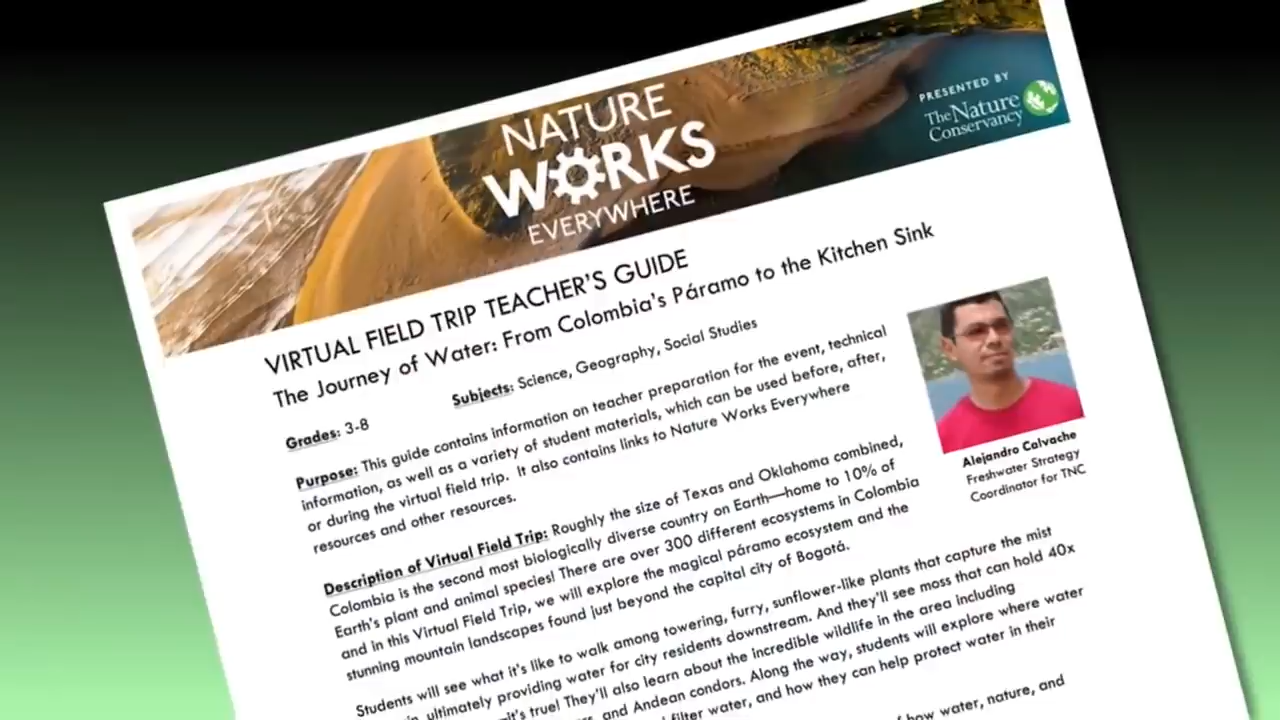 NATURE
WORKS
EVERYWHERE
PRESENTED BY
The Nature
Conservancy
VIRTUAL FIELD TRIP TEACHER'S GUIDE
The Journey of Water: From Colombia's Páramo to the Kitchen Sink
Grades: 3-8
Subjects: Science, Geography, Social Studies
Purpose: This guide contains information on teacher preparation for the event, technical
information, as well as a variety of student materials, which can be used before, after,
or during the virtual field trip. It also contains links to Nature Works Everywhere
resources and other resources.
Alejandro Calvache
Freshwater Strategy
Coordinator for TNC
Description of Virtual Field Trip: Roughly the size of Texas and Oklahoma combined,
Colombia is the second most biologically diverse country on Earth—home to 10% of
Earth's plant and animal species! There are over 300 different ecosystems in Colombia
and in this Virtual Field Trip, we will explore the magical páramo ecosystem and the
stunning mountain landscapes found just beyond the capital city of Bogotá.
Students will see what it's like to walk among towering, furry, sunflower-like plants that capture the mist
ultimately providing water for city residents downstream. And they'll see moss that can hold 40x
it's true! They'll also learn about the incredible wildlife in the area including
and Andean condors. Along the way, students will explore where water
filter water, and how they can help protect water in their
how water, nature, and